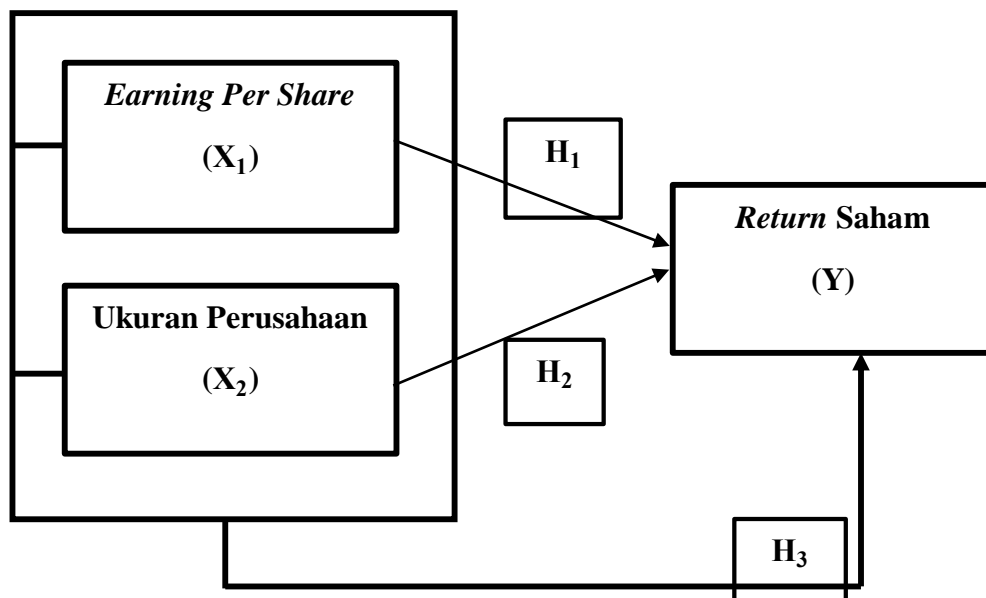 Earning Per Share
(X₁)
H₁
Return Saham
(Y)
Ukuran Perusahaan
(X₂)
H₂
H₃